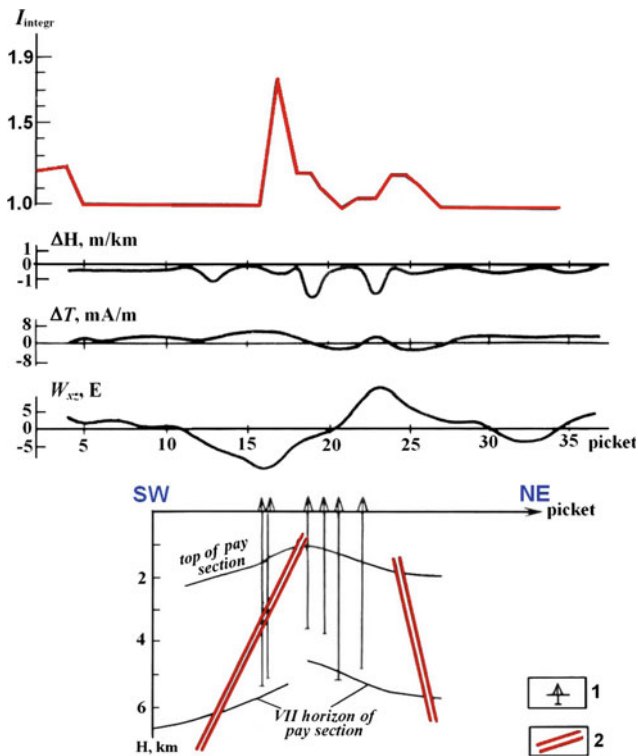 I integr
1.9
1.5
1.0
ΔH, m/km
1
0
-1
ΔT, mA/m
8
0
-8
W_xz, E
5
0
-5
5 10 15 20 25 30 35 picket
SW NE
picket
top of pay
section
2
4
6
VII horizon of
pay section
H, km
1
2